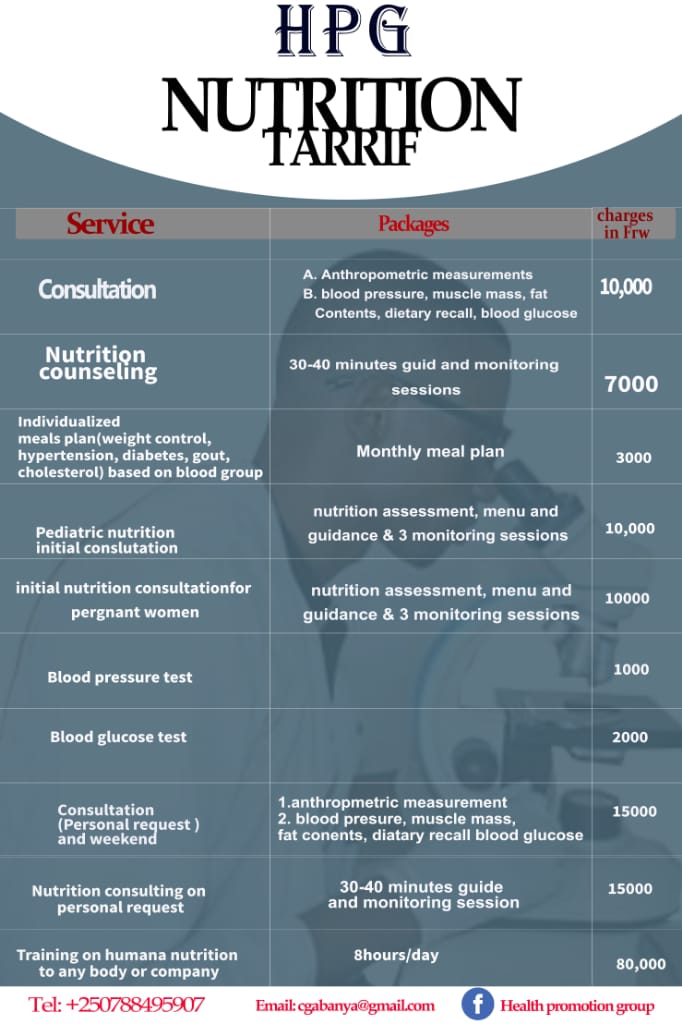 HPG
NUTRITION
TARRIF
Service
Packages
charges
in Frw
Consultation
A. Anthropometric measurements
B. blood pressure, muscle mass, fat
Contents, dietary recall, blood glucose
10,000
Nutrition
counseling
30-40 minutes guid and monitoring
sessions
7000
Individualized
meals plan(weight control,
hypertension, diabetes, gout,
cholesterol) based on blood group
Monthly meal plan
3000
Pediatric nutrition
initial conslutation
nutrition assessment, menu and
guidance & 3 monitoring sessions
10,000
initial nutrition consultationfor
pergnant women
nutrition assessment, menu and
guidance & 3 monitoring sessions
10000
Blood pressure test
1000
Blood glucose test
2000
Consultation
(Personal request )
and weekend
1.anthropmetric measurement
2. blood presure, muscle mass,
fat conents, diatary recall blood glucose
15000
Nutrition consulting on
personal request
30-40 minutes guide
and monitoring session
15000
Training on humana nutrition
to any body or company
8hours/day
80,000
Tel: +250788495907
Email: cgabanya@gmail.com
f
Health promotion group